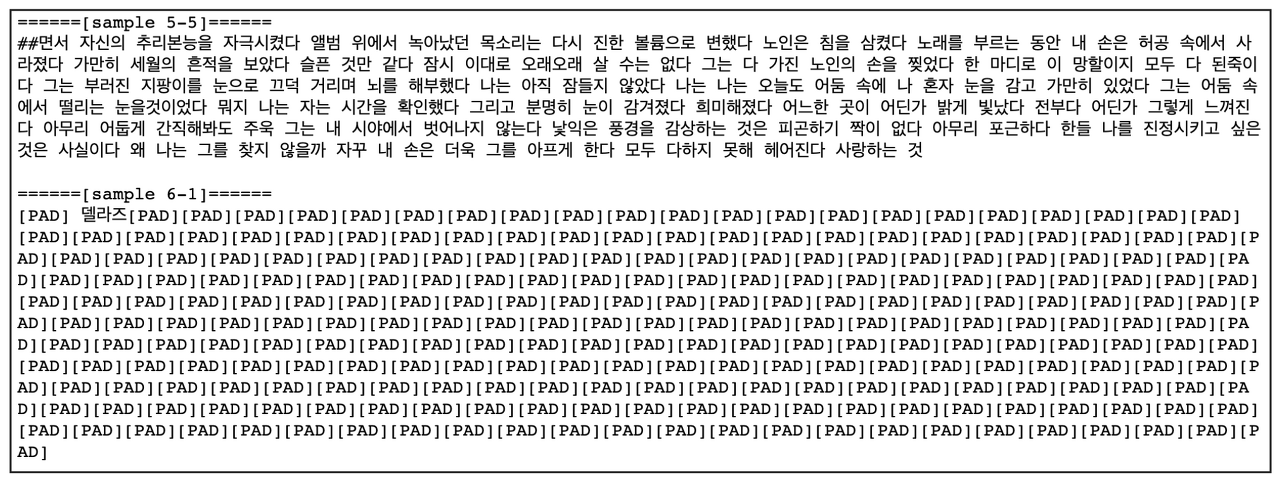 ======[sample 5-5]======
##면서 자신의 추리본능을 자극시켰다 앨범 위에서 녹아났던 목소리는 다시 진한 볼륨으로 변했다 노인은 침을 삼켰다 노래를 부르는 동안 내 손은 허공 속에서 사
라졌다 가만히 세월의 흔적을 보았다 슬픈 것만 같다 잠시 이대로 오래오래 살 수는 없다 그는 다 가진 노인의 손을 찢었다 한 마디로 이 망할이지 모두 다 된죽이
다 그는 부러진 지팡이를 눈으로 끄덕 거리며 뇌를 해부했다 나는 아직 잠들지 않았다 나는 나는 오늘도 어둠 속에 나 혼자 눈을 감고 가만히 있었다 그는 어둠 속
에서 떨리는 눈을것이었다 뭐지 나는 자는 시간을 확인했다 그리고 분명히 눈이 감겨졌다 희미해졌다 어느한 곳이 어딘가 밝게 빛났다 전부다 어딘가 그렇게 느껴진
다 아무리 어둡게 간직해봐도 주욱 그는 내 시야에서 벗어나지 않는다 낯익은 풍경을 감상하는 것은 피곤하기 짝이 없다 아무리 포근하다 한들 나를 진정시키고 싶은
것은 사실이다 왜 나는 그를 찾지 않을까 자꾸 내 손은 더욱 그를 아프게 한다 모두 다하지 못해 헤어진다 사랑하는 것
======[sample 6-1]======
[PAD] 델라즈[PAD][PAD][PAD][PAD][PAD][PAD][PAD][PAD][PAD][PAD][PAD][PAD][PAD][PAD][PAD][PAD][PAD][PAD][PAD][PAD][PAD]
[PAD][PAD][PAD][PAD][PAD][PAD][PAD][PAD][PAD][PAD][PAD][PAD][PAD][PAD][PAD][PAD][PAD][PAD][PAD][PAD][PAD][PAD][PAD][P
AD][PAD][PAD][PAD][PAD][PAD][PAD][PAD][PAD][PAD][PAD][PAD][PAD][PAD][PAD][PAD][PAD][PAD][PAD][PAD][PAD][PAD][PAD][PA
D][PAD][PAD][PAD][PAD][PAD][PAD][PAD][PAD][PAD][PAD][PAD][PAD][PAD][PAD][PAD][PAD][PAD][PAD][PAD][PAD][PAD][PAD][PAD]
[PAD][PAD][PAD][PAD][PAD][PAD][PAD][PAD][PAD][PAD][PAD][PAD][PAD][PAD][PAD][PAD][PAD][PAD][PAD][PAD][PAD][PAD][PAD][P
AD][PAD][PAD][PAD][PAD][PAD][PAD][PAD][PAD][PAD][PAD][PAD][PAD][PAD][PAD][PAD][PAD][PAD][PAD][PAD][PAD][PAD][PAD][PA
D][PAD][PAD][PAD][PAD][PAD][PAD][PAD][PAD][PAD][PAD][PAD][PAD][PAD][PAD][PAD][PAD][PAD][PAD][PAD][PAD][PAD][PAD][PAD]
[PAD][PAD][PAD][PAD][PAD][PAD][PAD][PAD][PAD][PAD][PAD][PAD][PAD][PAD][PAD][PAD][PAD][PAD][PAD][PAD][PAD][PAD][PAD][P
AD][PAD][PAD][PAD][PAD][PAD][PAD][PAD][PAD][PAD][PAD][PAD][PAD][PAD][PAD][PAD][PAD][PAD][PAD][PAD][PAD][PAD][PAD][PA
D][PAD][PAD][PAD][PAD][PAD][PAD][PAD][PAD][PAD][PAD][PAD][PAD][PAD][PAD][PAD][PAD][PAD][PAD][PAD][PAD][PAD][PAD][PAD]
[PAD][PAD][PAD][PAD][PAD][PAD][PAD][PAD][PAD][PAD][PAD][PAD][PAD][PAD][PAD][PAD][PAD][PAD][PAD][PAD][PAD][PAD][PAD][P
AD]